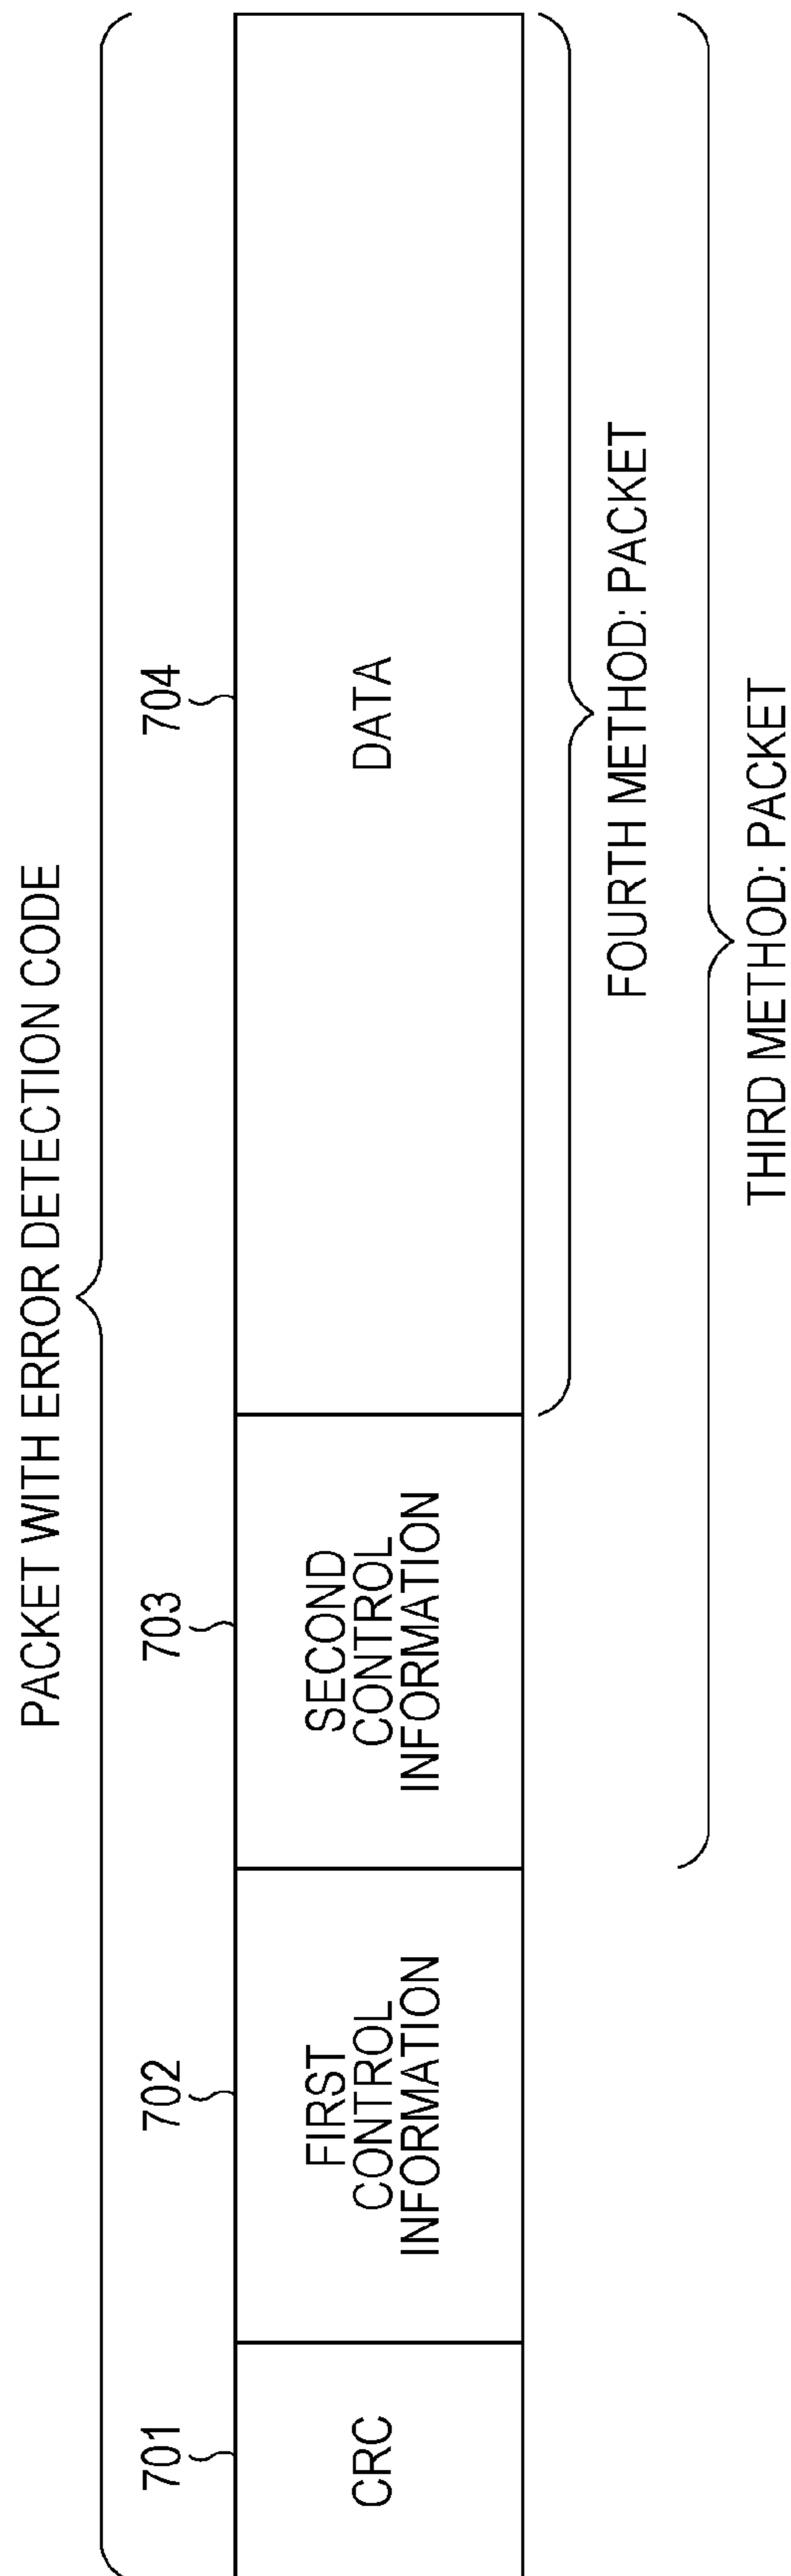 PACKET WITH ERROR DETECTION CODE
701
702
703
704
CRC
FIRST
CONTROL
INFORMATION
SECOND
CONTROL
INFORMATION
DATA
FOURTH METHOD: PACKET
THIRD METHOD: PACKET